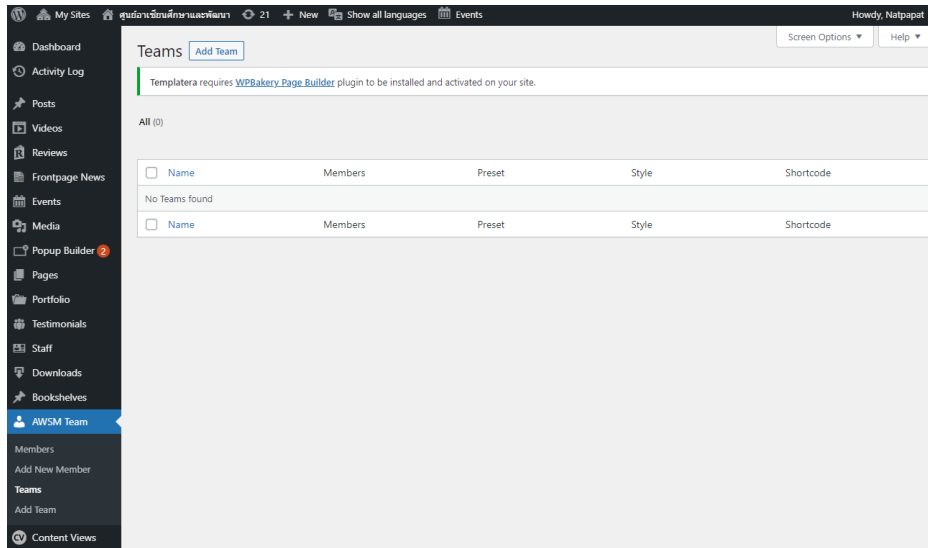 My Sites ศูนย์อาเซียนศึกษาและพัฒนา 21 + New Show all languages Events Howdy, Natpapat
Screen Options ▼ Help ▼
Dashboard
Activity Log
Posts
Videos
Reviews
Frontpage News
Events
Media
Popup Builder 2
Pages
Portfolio
Testimonials
Staff
Downloads
Bookshelves
AWSM Team
Members
Add New Member
Teams
Add Team
CV Content Views
Teams Add Team
Templatera requires WPBakery Page Builder plugin to be installed and activated on your site.
All (0)
Name Members Preset Style Shortcode
No Teams found
Name Members Preset Style Shortcode